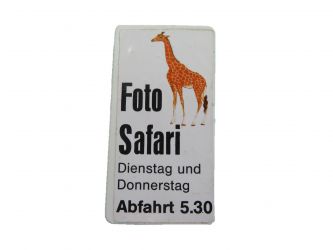 Foto
Safari
Dienstag und
Donnerstag
Abfahrt 5.30